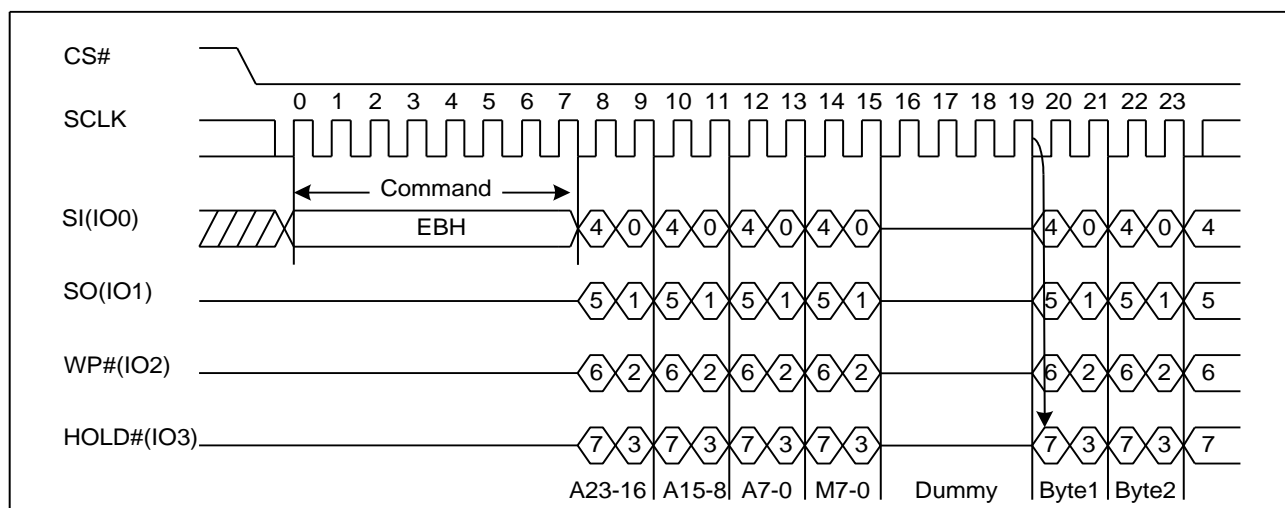 CS#
0 1 2 3 4 5 6 7 8 9 10 11 12 13 14 15 16 17 18 19 20 21 22 23
SCLK
Command
SI(IO0) EBH 4 0 4 0 4 0 4 0 4 0 4 0 4
SO(IO1) 5 1 5 1 5 1 5 1 5 1 5 1 5
WP#(IO2) 6 2 6 2 6 2 6 2 6 2 6 2 6
HOLD#(IO3) 7 3 7 3 7 3 7 3 7 3 7 3 7
A23-16 A15-8 A7-0 M7-0 Dummy Byte1 Byte2